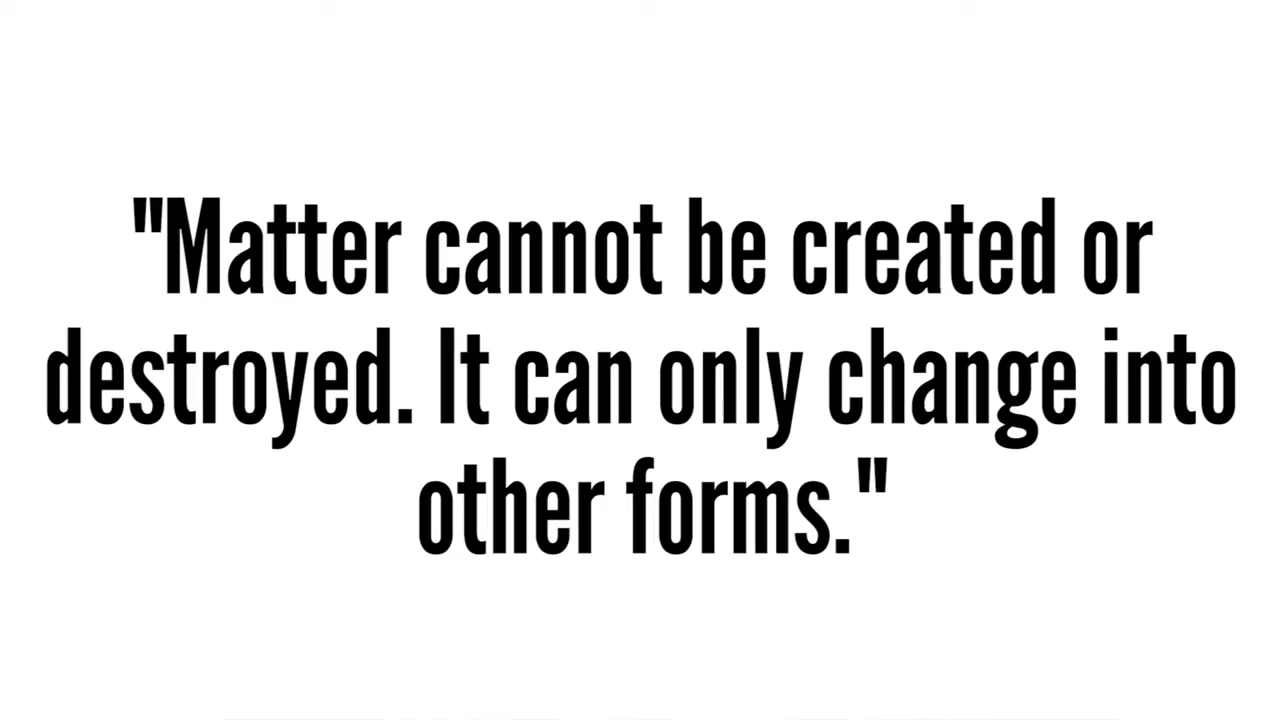 "Matter cannot be created or
destroyed. It can only change into
other forms."